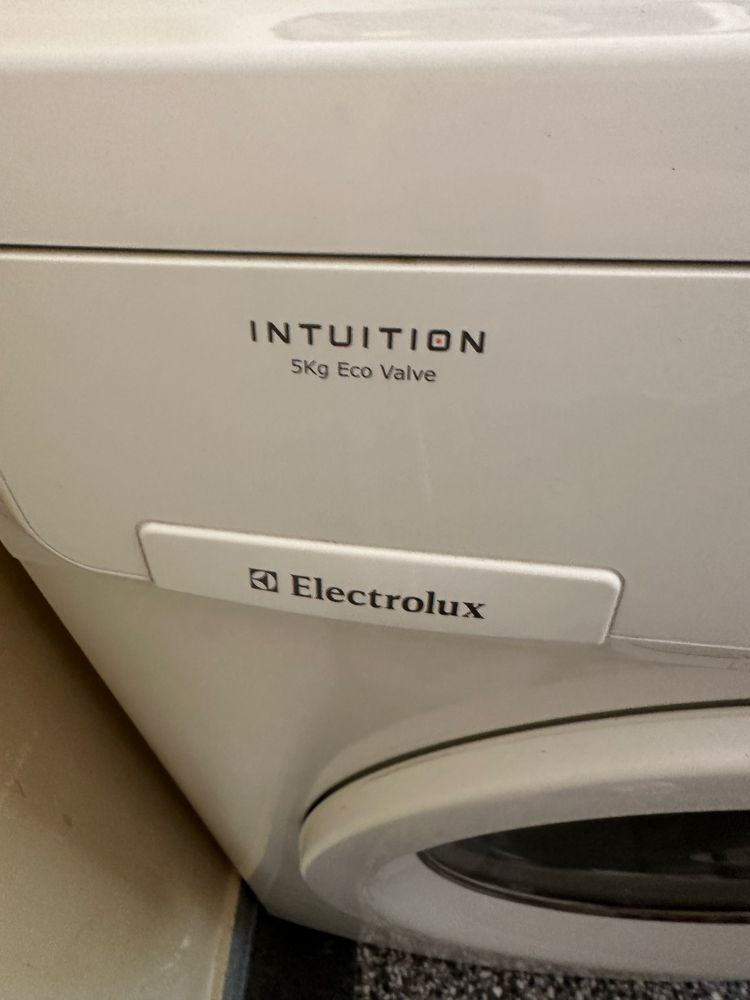 INTUITION
5Kg Eco Valve
Electrolux